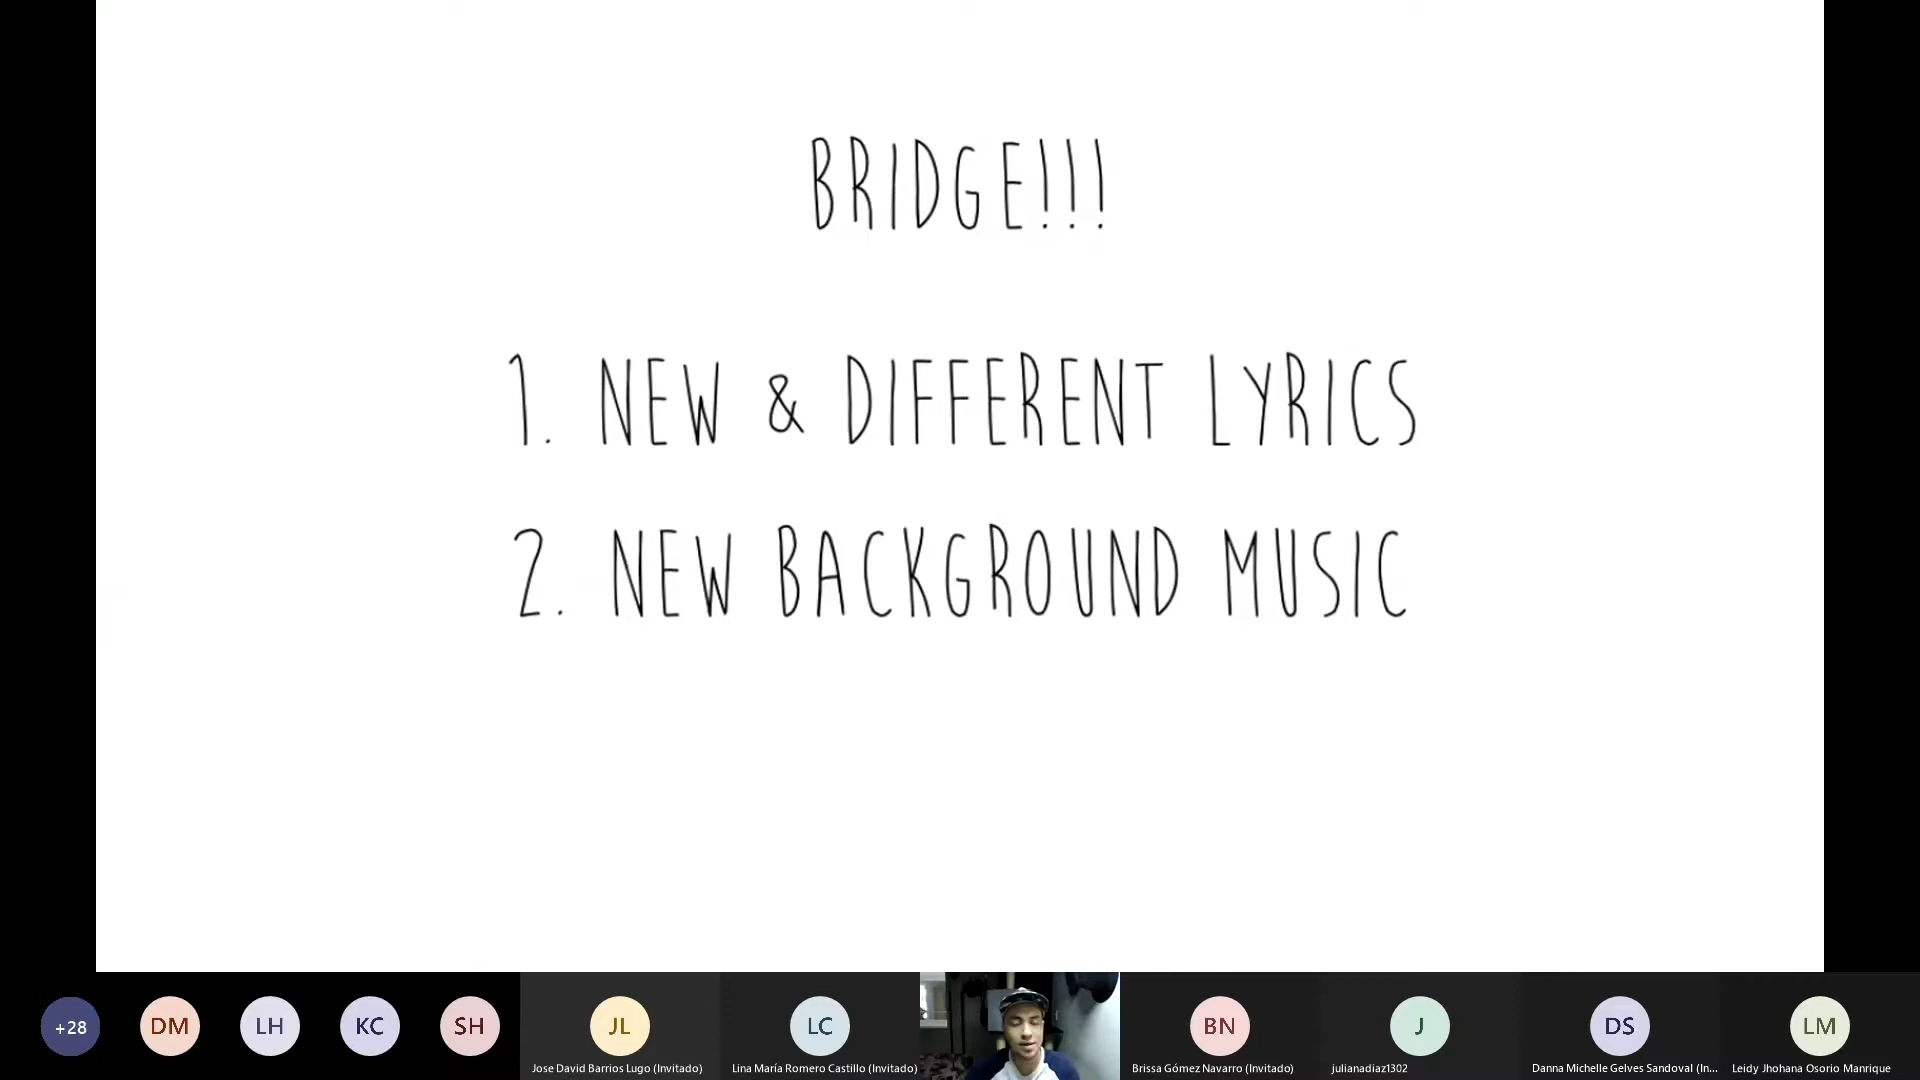 BRIDGE!!!
1. NEW & DIFFERENT LYRICS
2. NEW BACKGROUND MUSIC
+28
DM
LH
KC
SH
JL
LC
BN
J
DS
LM
Jose David Barrios Lugo (Invitado)
Lina María Romero Castillo (Invitado)
Brissa Gómez Navarro (Invitado)
julianadiaz1302
Danna Michelle Gelves Sandoval (In...
Leidy Jhohana Osorio Manrique